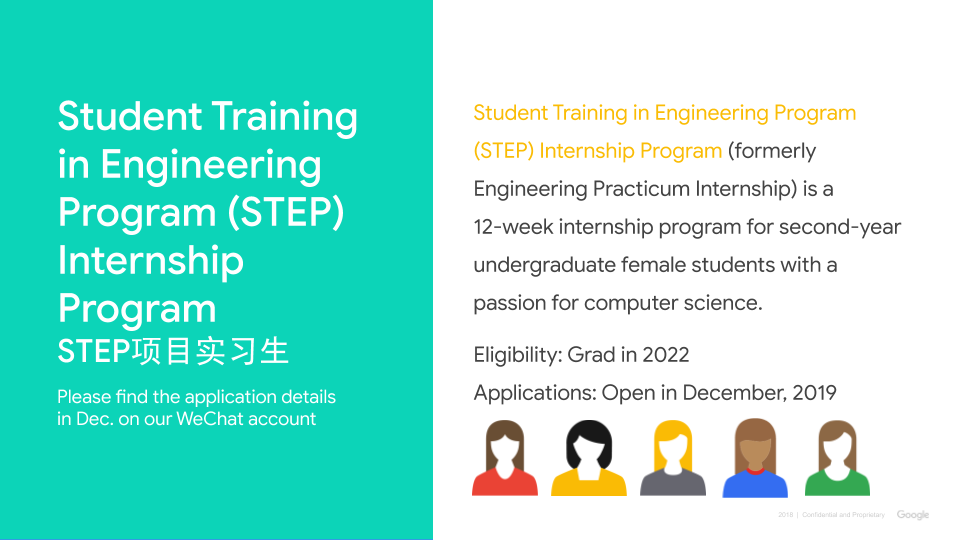 Student Training
in Engineering
Program (STEP)
Internship
Program
STEP项目实习生
Please find the application details
in Dec. on our WeChat account
Student Training in Engineering Program
(STEP) Internship Program (formerly
Engineering Practicum Internship) is a
12-week internship program for second-year
undergraduate female students with a
passion for computer science.
Eligibility: Grad in 2022
Applications: Open in December, 2019
2018 | Confidential and Proprietary
Google